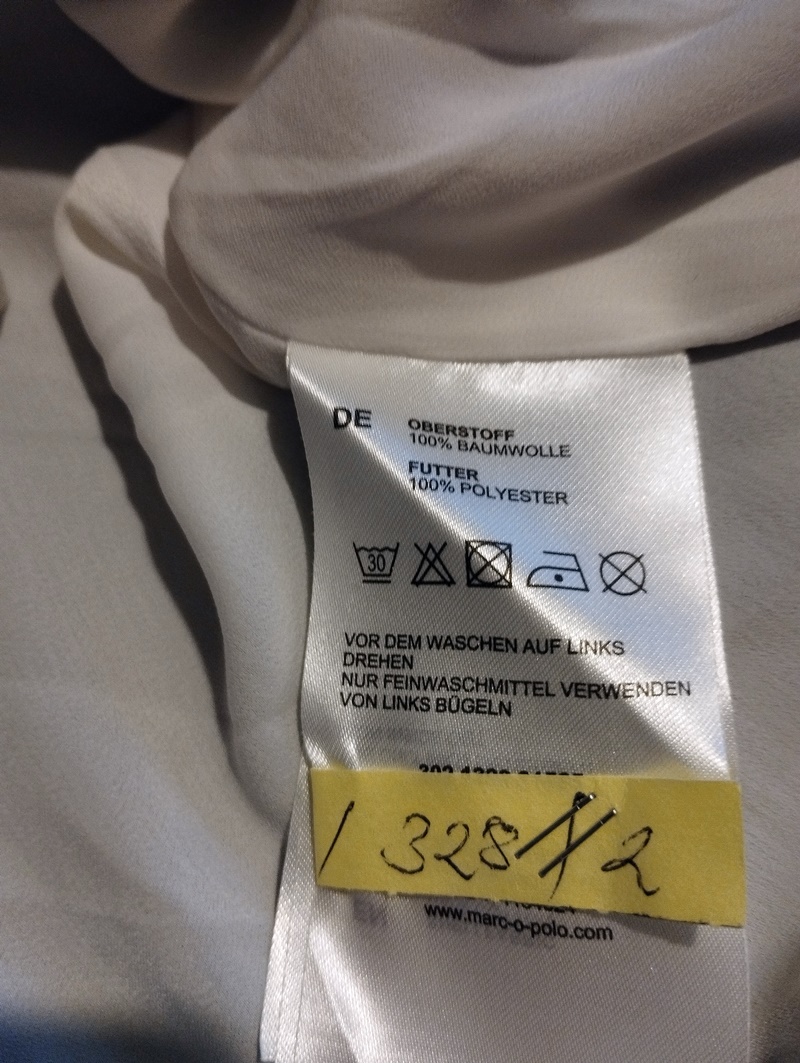 DE
OBERSTOFF
100% BAUMWOLLE
FUTTER
100% POLYESTER
30
VOR DEM WASCHEN AUF LINKS
DREHEN
NUR FEINWASCHMITTEL VERWENDEN
VON LINKS BÜGELN
/ 328 / 2
www.marc-o-polo.com